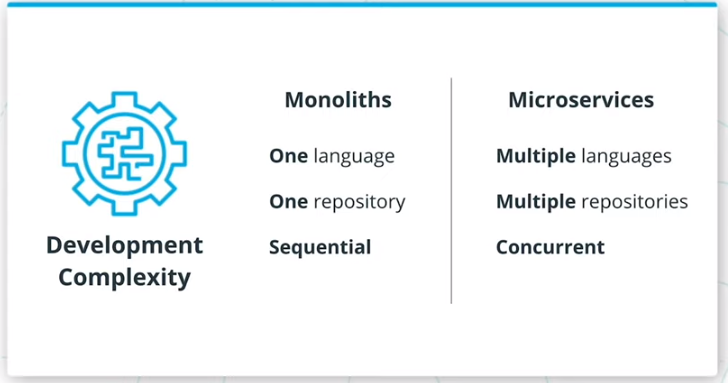 Development
Complexity
Monoliths
One language
One repository
Sequential
Microservices
Multiple languages
Multiple repositories
Concurrent